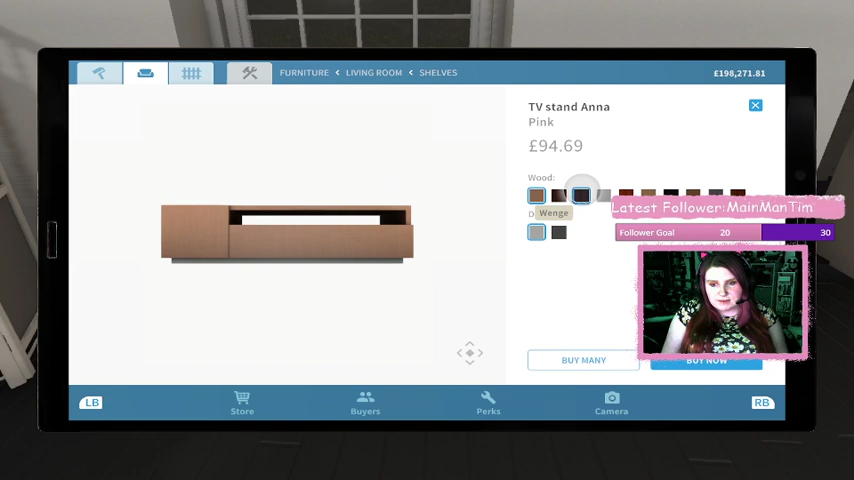 FURNITURE < LIVING ROOM < SHELVES
£198,271.81
TV stand Anna
Pink
£94.69
Wood:
Wenge
Latest Follower:MainManTim
Follower Goal 20 30
BUY MANY
BUY NOW
LB
Store
Buyers
Perks
Camera
RB